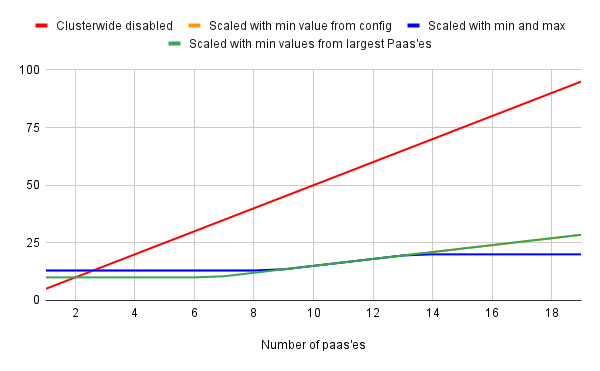 Clusterwide disabled Scaled with min value from config Scaled with min and max
Scaled with min values from largest Paas'es
100
75
50
25
0
2 4 6 8 10 12 14 16 18
Number of paas'es